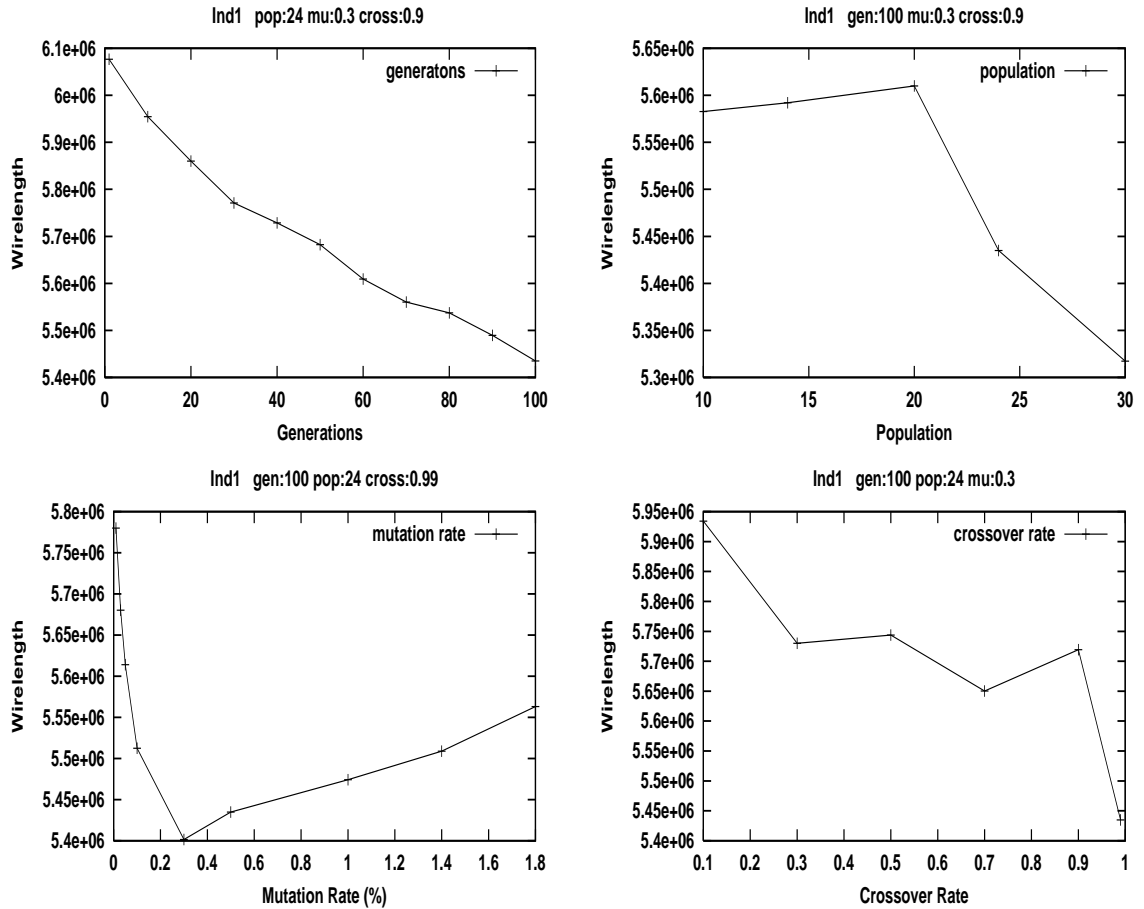 Ind1 pop:24 mu:0.3 cross:0.9
generatons
Wirelength
6.1e+06
6e+06
5.9e+06
5.8e+06
5.7e+06
5.6e+06
5.5e+06
5.4e+06
0 20 40 60 80 100
Generations
Ind1 gen:100 mu:0.3 cross:0.9
population
Wirelength
5.65e+06
5.6e+06
5.55e+06
5.5e+06
5.45e+06
5.4e+06
5.35e+06
5.3e+06
10 15 20 25 30
Population
Ind1 gen:100 pop:24 cross:0.99
mutation rate
Wirelength
5.8e+06
5.75e+06
5.7e+06
5.65e+06
5.6e+06
5.55e+06
5.5e+06
5.45e+06
5.4e+06
0 0.2 0.4 0.6 0.8 1 1.2 1.4 1.6 1.8
Mutation Rate (%)
Ind1 gen:100 pop:24 mu:0.3
crossover rate
Wirelength
5.95e+06
5.9e+06
5.85e+06
5.8e+06
5.75e+06
5.7e+06
5.65e+06
5.6e+06
5.55e+06
5.5e+06
5.45e+06
5.4e+06
0.1 0.2 0.3 0.4 0.5 0.6 0.7 0.8 0.9 1
Crossover Rate